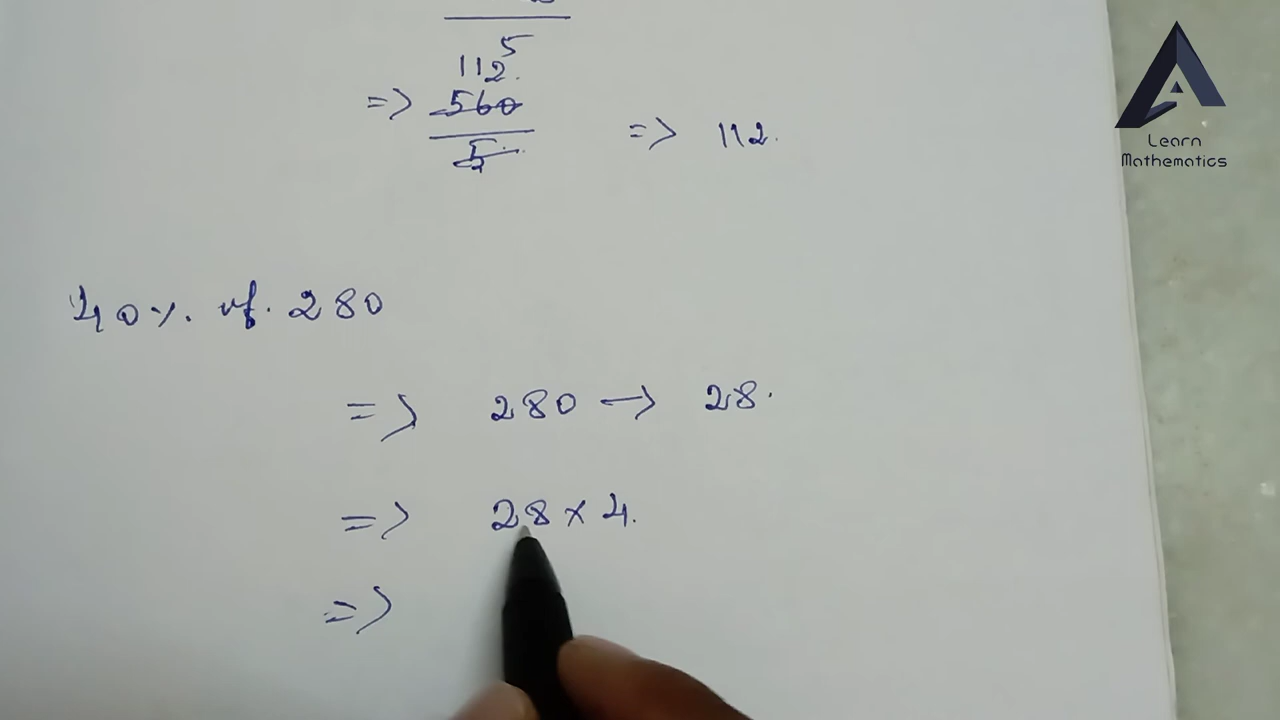 5
112.
=> 560 => 112.
5
40%. of. 280
=> 280 → 28.
=> 28 × 4.
=>
Learn
Mathematics